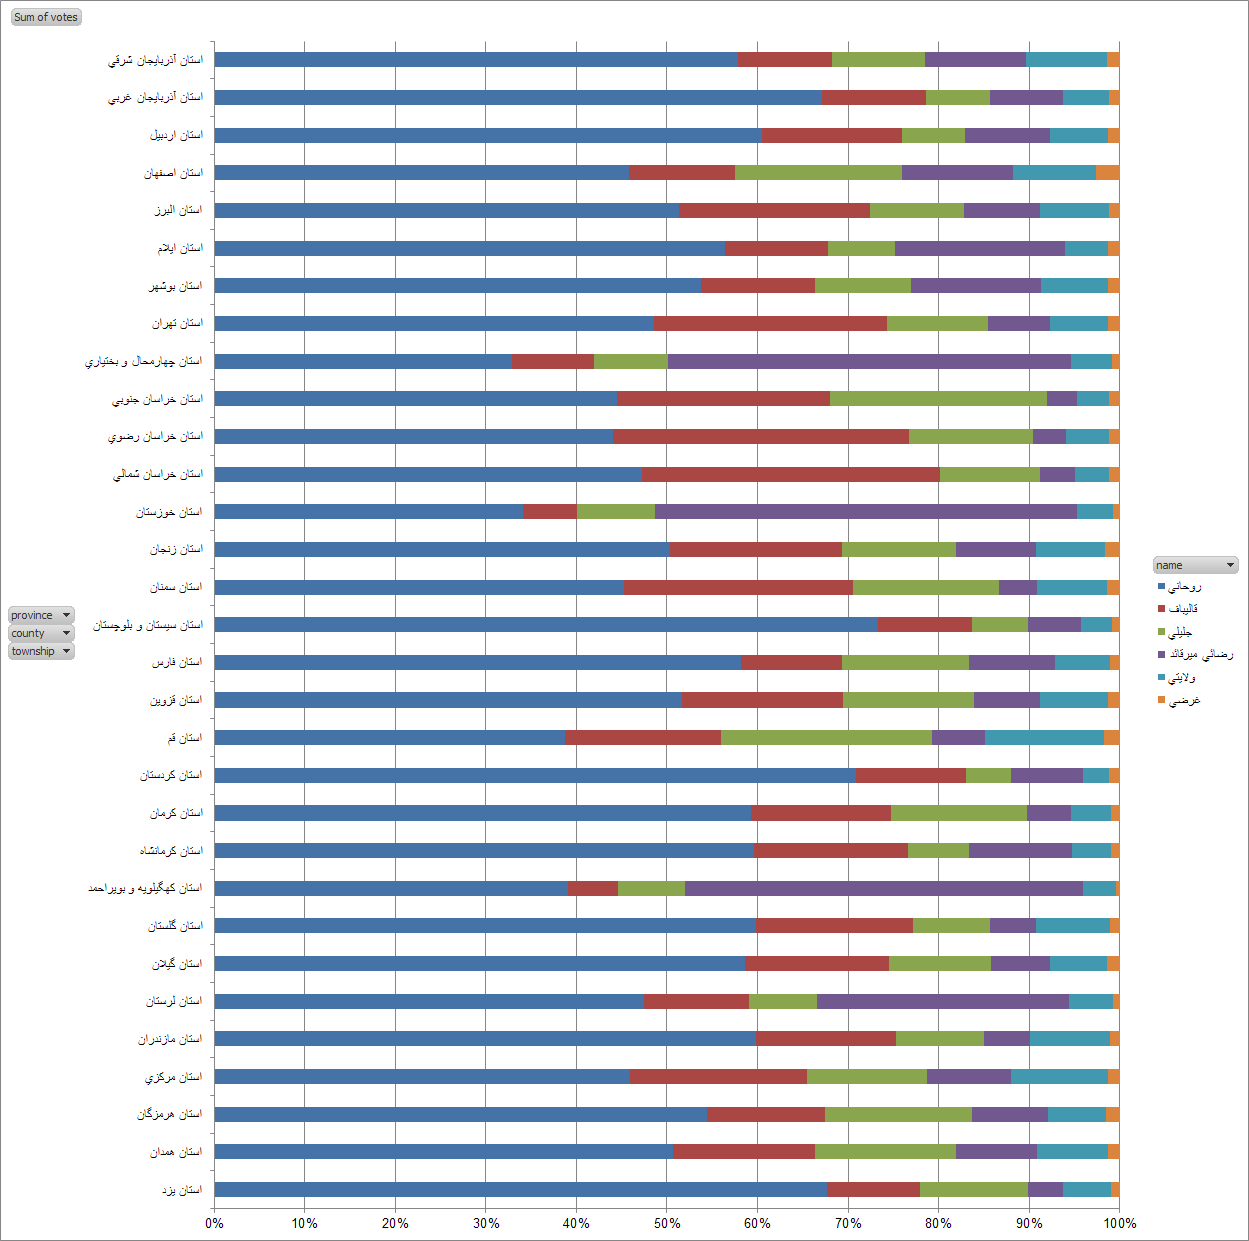 Sum of votes
استان آذربايجان شرقي
استان آذربايجان غربي
استان اردبيل
استان اصفهان
استان البرز
استان ايلام
استان بوشهر
استان تهران
استان چهارمحال و بختياري
استان خراسان جنوبي
استان خراسان رضوي
استان خراسان شمالي
استان خوزستان
استان زنجان
استان سمنان
استان سيستان و بلوچستان
استان فارس
استان قزوين
استان قم
استان كردستان
استان كرمان
استان كرمانشاه
استان كهگيلويه و بويراحمد
استان گلستان
استان گيلان
استان لرستان
استان مازندران
استان مركزي
استان هرمزگان
استان همدان
استان يزد
0% 10% 20% 30% 40% 50% 60% 70% 80% 90% 100%
province
county
township
name
روحاني
قاليباف
جليلي
رضائي ميرقائد
ولايتي
غرضي